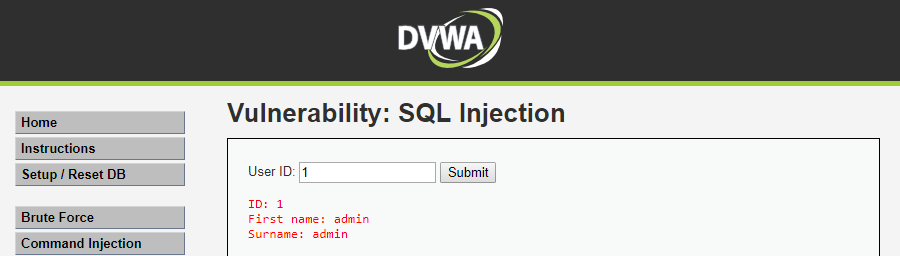 DVWA
Vulnerability: SQL Injection
Home
Instructions
Setup / Reset DB
Brute Force
Command Injection
User ID: 1 Submit
ID: 1
First name: admin
Surname: admin